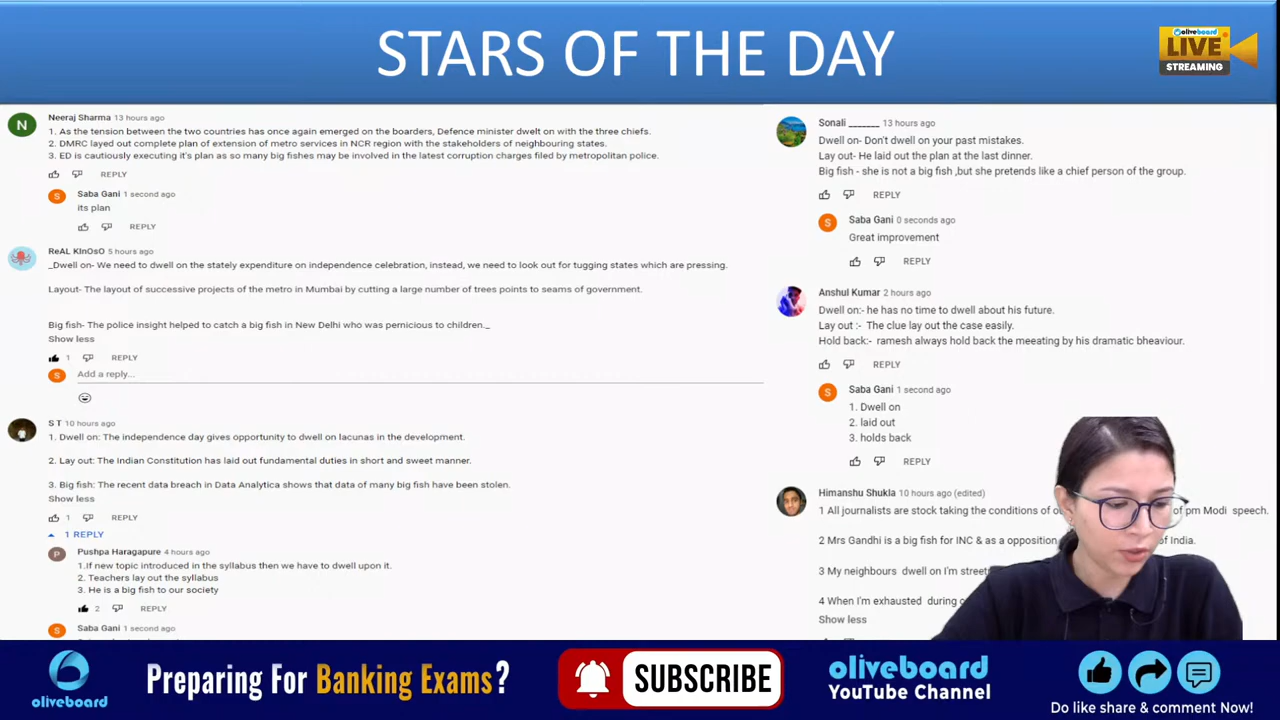 STARS OF THE DAY
oliveboard
LIVE
STREAMING
N
Neeraj Sharma 13 hours ago
1. As the tension between the two countries has once again emerged on the boarders, Defence minister dwelt on with the three chiefs.
2. DMRC layed out complete plan of extension of metro services in NCR region with the stakeholders of neighbouring states.
3. ED is cautiously executing it's plan as so many big fishes may be involved in the latest corruption charges filed by metropolitan police.
REPLY
S
Saba Gani 1 second ago
its plan
REPLY
ReAL KInOsO 5 hours ago
_Dwell on- We need to dwell on the stately expenditure on independence celebration, instead, we need to look out for tugging states which are pressing.
Layout- The layout of successive projects of the metro in Mumbai by cutting a large number of trees points to seams of government.
Big fish- The police insight helped to catch a big fish in New Delhi who was pernicious to children._
Show less
1 REPLY
S
Add a reply...
S T 10 hours ago
1. Dwell on: The independence day gives opportunity to dwell on lacunas in the development.
2. Lay out: The Indian Constitution has laid out fundamental duties in short and sweet manner.
3. Big fish: The recent data breach in Data Analytica shows that data of many big fish have been stolen.
Show less
1 REPLY
1 REPLY
P
Pushpa Haragapure 4 hours ago
1.If new topic introduced in the syllabus then we have to dwell upon it.
2. Teachers lay out the syllabus
3. He is a big fish to our society
2 REPLY
S
Saba Gani 1 second ago
Sonali _______ 13 hours ago
Dwell on- Don't dwell on your past mistakes.
Lay out- He laid out the plan at the last dinner.
Big fish - she is not a big fish ,but she pretends like a chief person of the group.
REPLY
S
Saba Gani 0 seconds ago
Great improvement
REPLY
Anshul Kumar 2 hours ago
Dwell on:- he has no time to dwell about his future.
Lay out :- The clue lay out the case easily.
Hold back:- ramesh always hold back the meeating by his dramatic bheaviour.
REPLY
S
Saba Gani 1 second ago
1. Dwell on
2. laid out
3. holds back
REPLY
Himanshu Shukla 10 hours ago (edited)
1 All journalists are stock taking the conditions of of pm Modi speech.
2 Mrs Gandhi is a big fish for INC & as a opposition of India.
3 My neighbours dwell on I'm
4 When I'm exhausted during
Show less
oliveboard
Preparing For Banking Exams?
SUBSCRIBE
oliveboard
YouTube Channel
Do like share & comment Now!